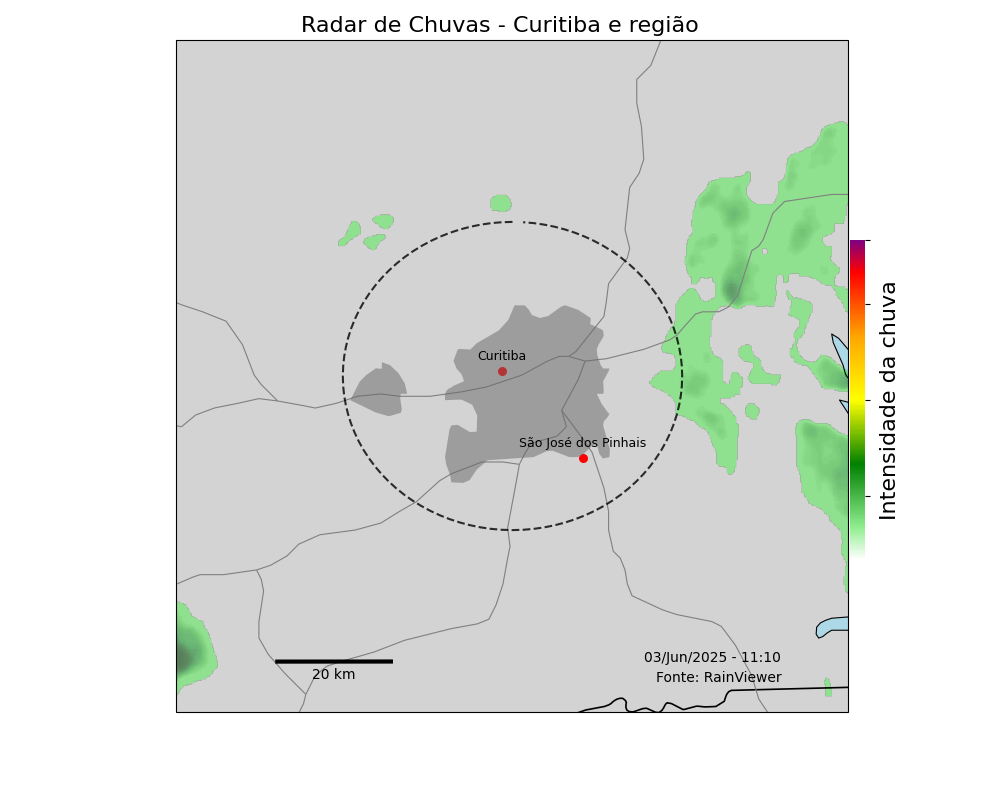 Radar de Chuvas - Curitiba e região
Curitiba
São José dos Pinhais
Intensidade da chuva
03/Jun/2025 - 11:10
Fonte: RainViewer
20 km